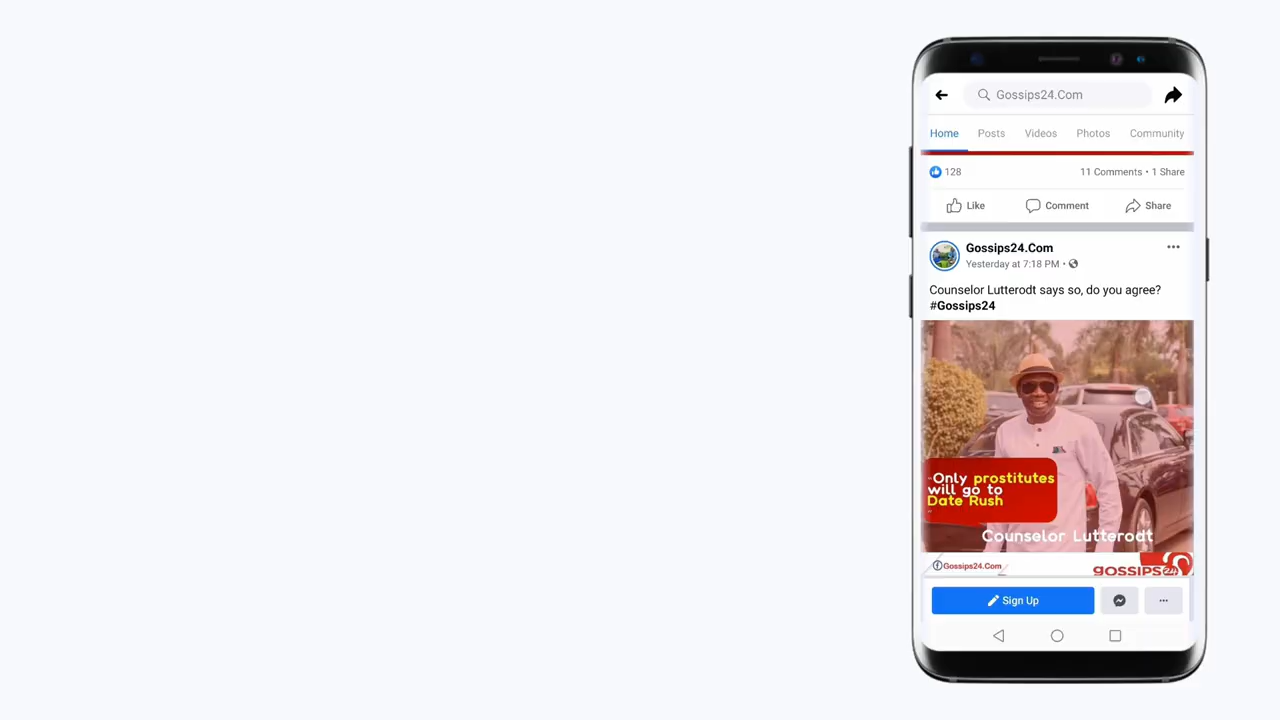 Gossips24.Com
Home Posts Videos Photos Community
128 11 Comments • 1 Share
Like Comment Share
Gossips24.Com
Yesterday at 7:18 PM •
Counselor Lutterodt says so, do you agree?
#Gossips24
"Only prostitutes
will go to
Date Rush
Counselor Lutterodt
Gossips24.Com
gossips24
Sign Up